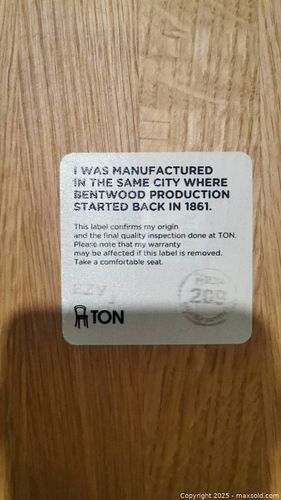 I WAS MANUFACTURED
IN THE SAME CITY WHERE
BENTWOOD PRODUCTION
STARTED BACK IN 1861.
This label confirms my origin
and the final quality inspection done at TON.
Please note that my warranty
may be affected if this label is removed.
Take a comfortable seat.
TON
Copyright © 2025 - maxsold.com